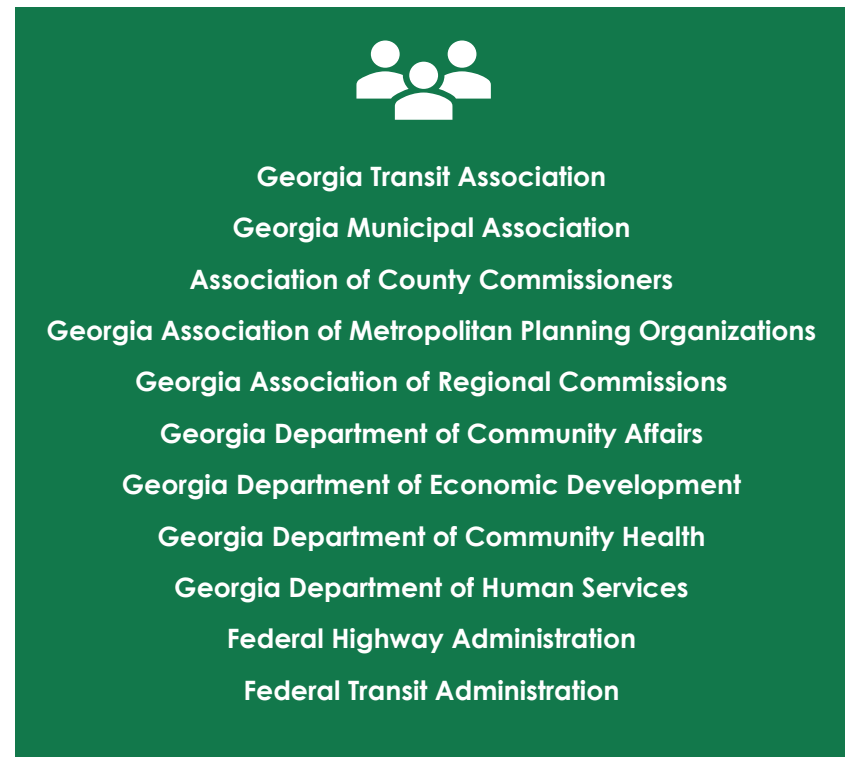 Georgia Transit Association
Georgia Municipal Association
Association of County Commissioners
Georgia Association of Metropolitan Planning Organizations
Georgia Association of Regional Commissions
Georgia Department of Community Affairs
Georgia Department of Economic Development
Georgia Department of Community Health
Georgia Department of Human Services
Federal Highway Administration
Federal Transit Administration